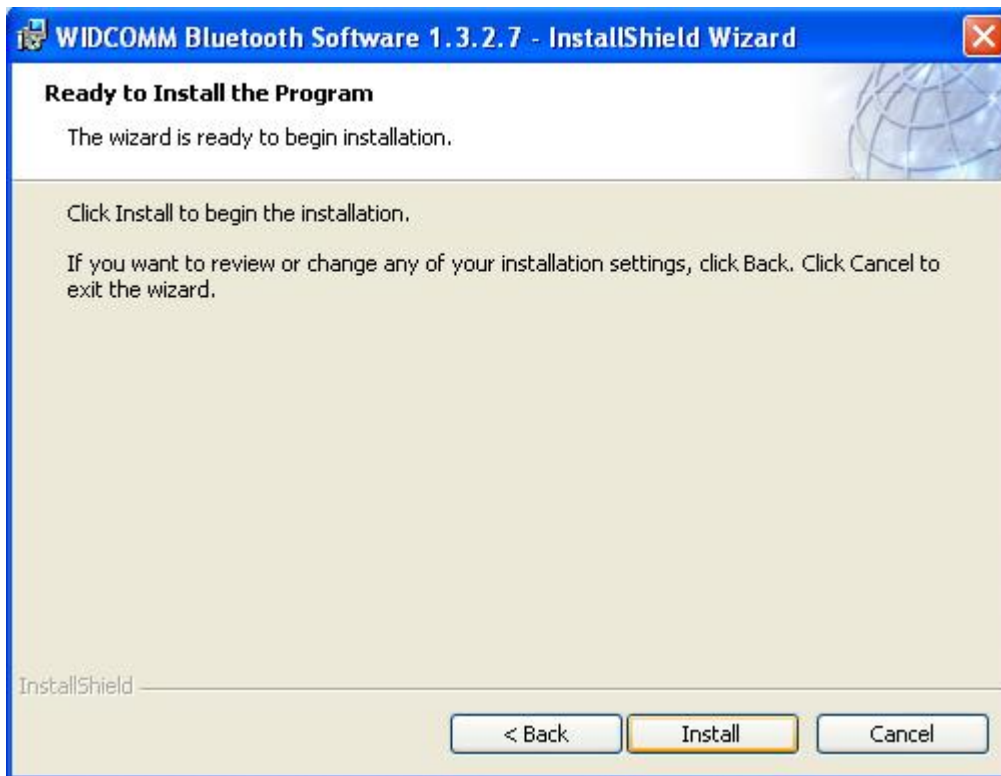 WIDCOMM Bluetooth Software 1.3.2.7 - InstallShield Wizard
Ready to Install the Program
The wizard is ready to begin installation.
Click Install to begin the installation.
If you want to review or change any of your installation settings, click Back. Click Cancel to
exit the wizard.
InstallShield
< Back Install Cancel